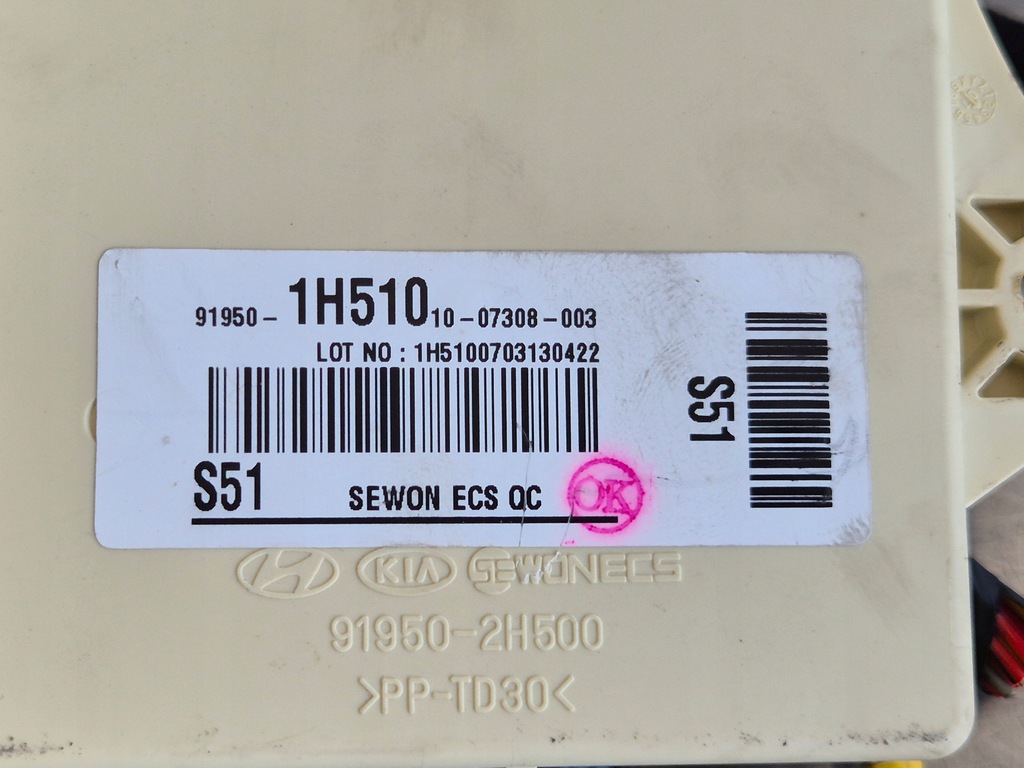 91950- 1H510 10-07308-003
LOT NO : 1H5100703130422
S51
S51
SEWON ECS QC
OK
KIA SEWONECS
91950-2H500
>PP-TD30<